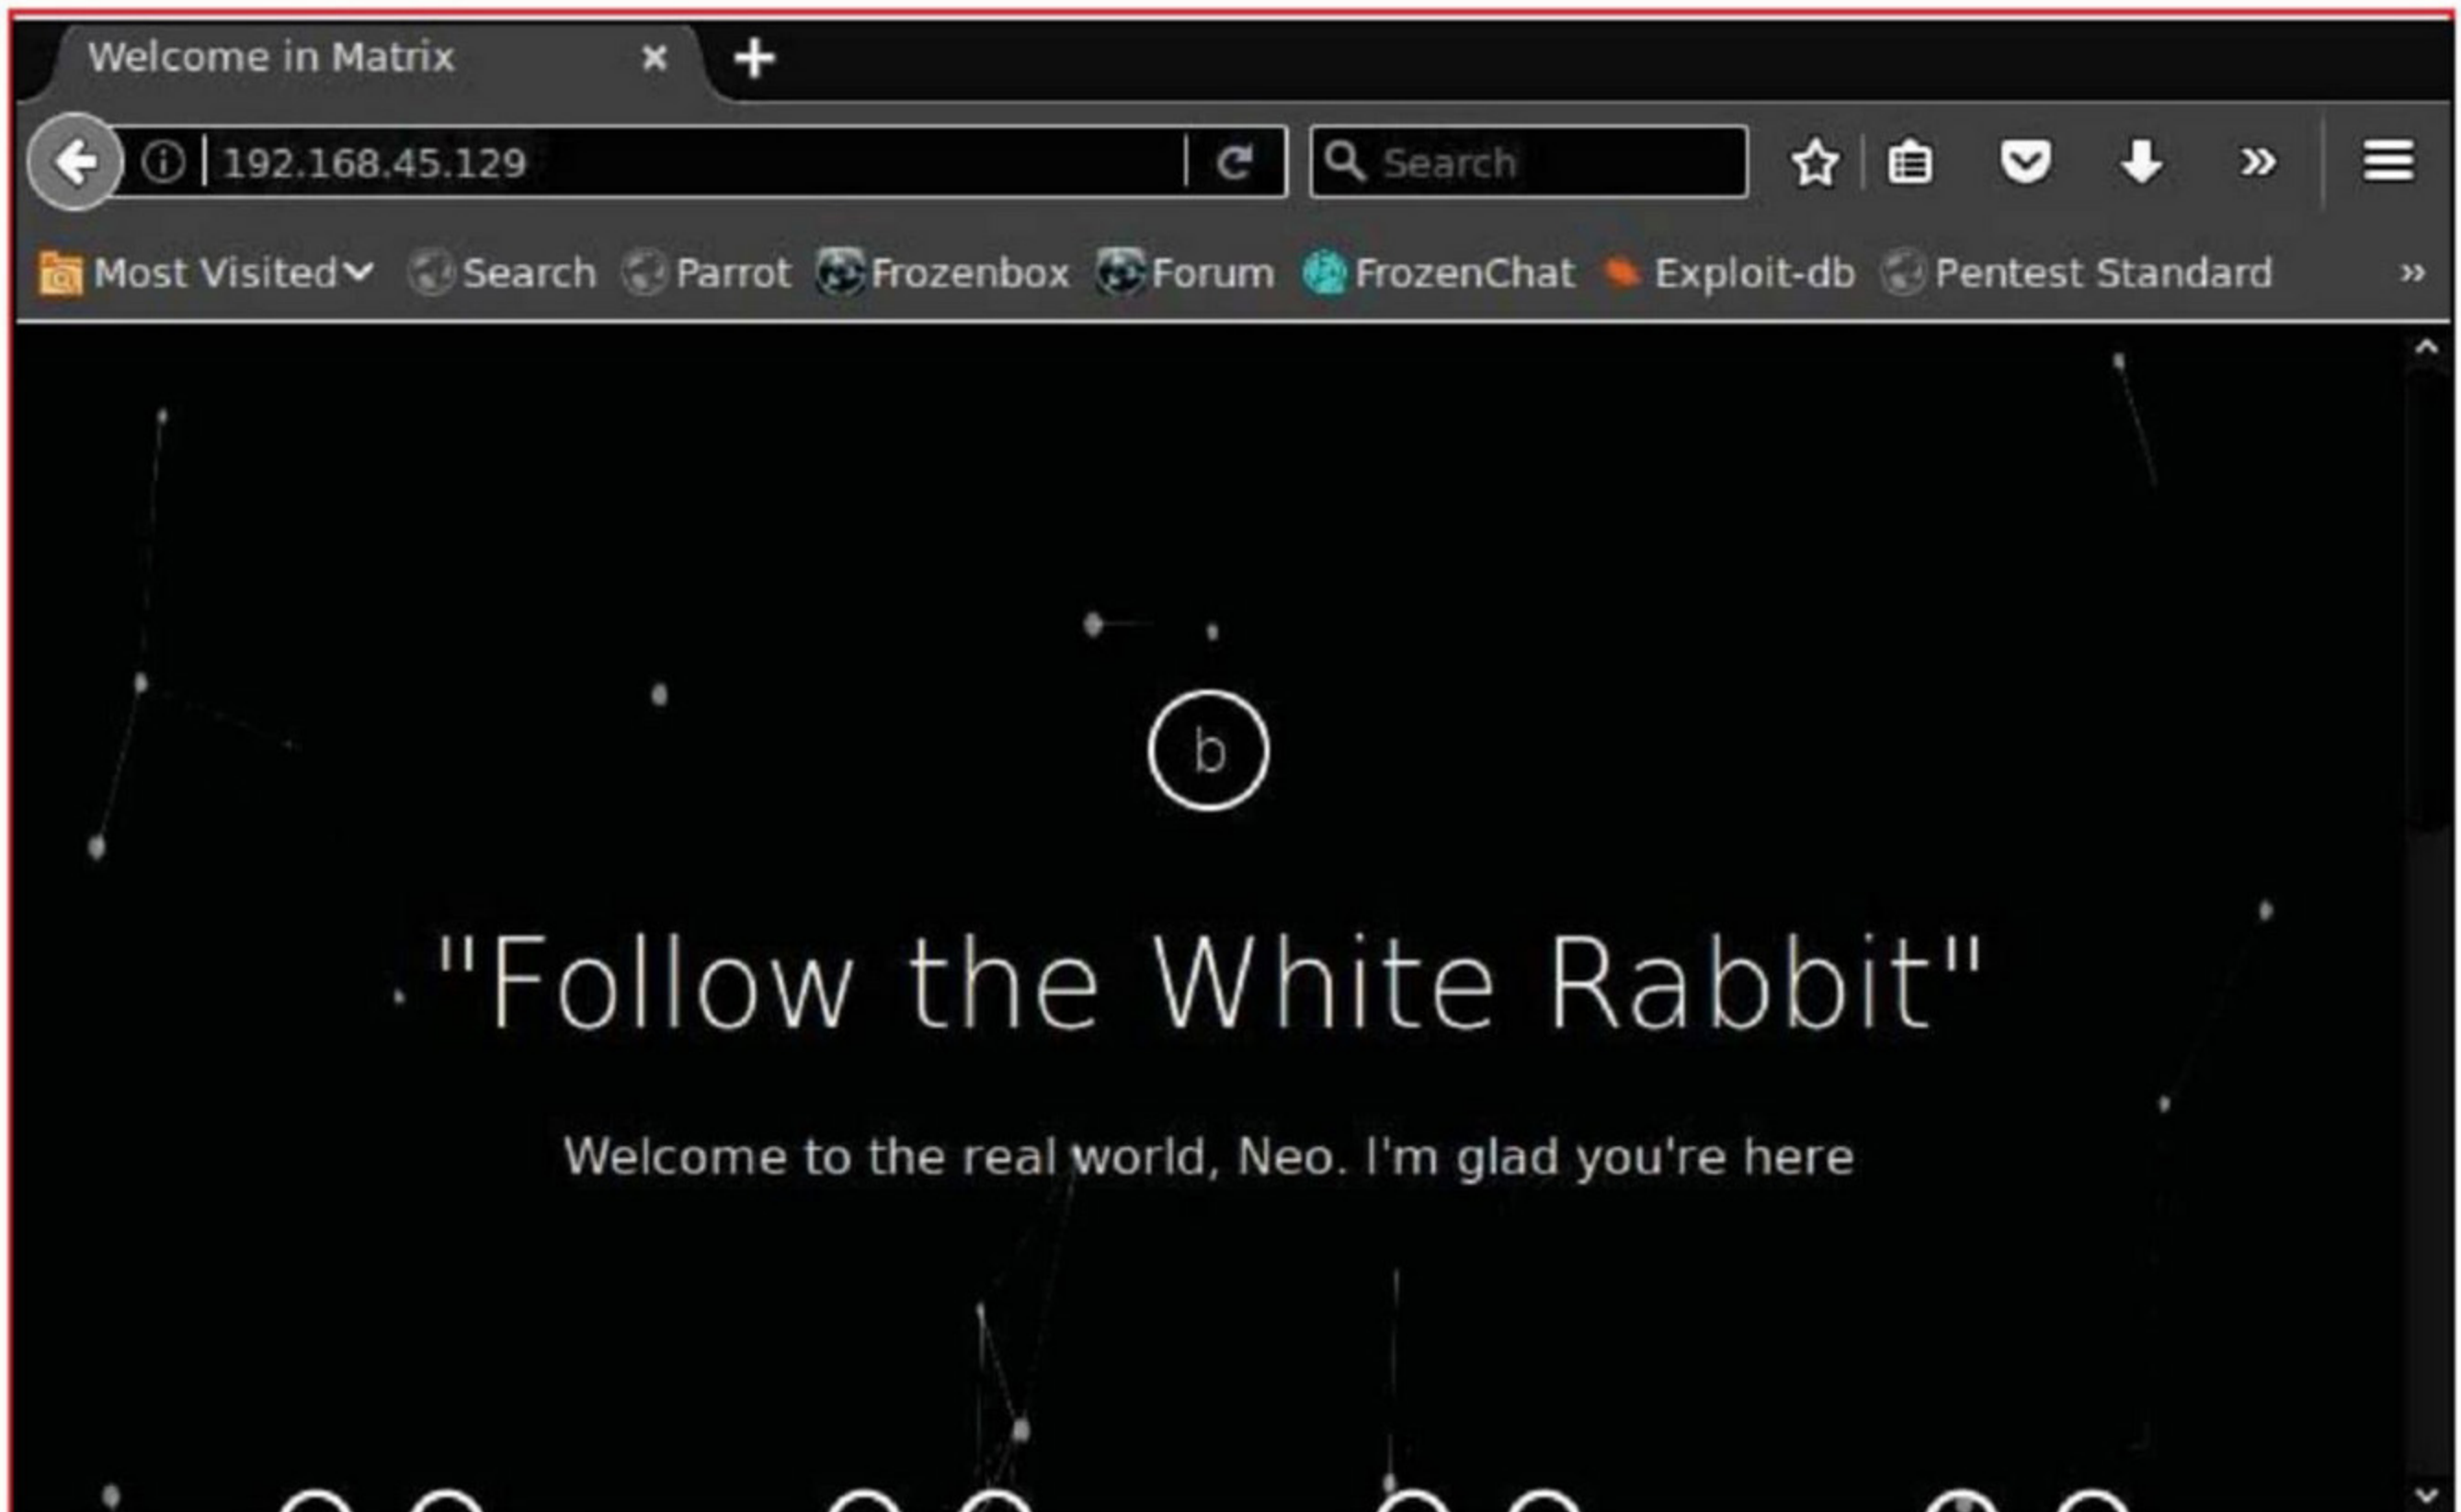 Welcome in Matrix
192.168.45.129
Search
Most Visited Search Parrot Frozenbox Forum FrozenChat Exploit-db Pentest Standard
b
"Follow the White Rabbit"
Welcome to the real world, Neo. I'm glad you're here